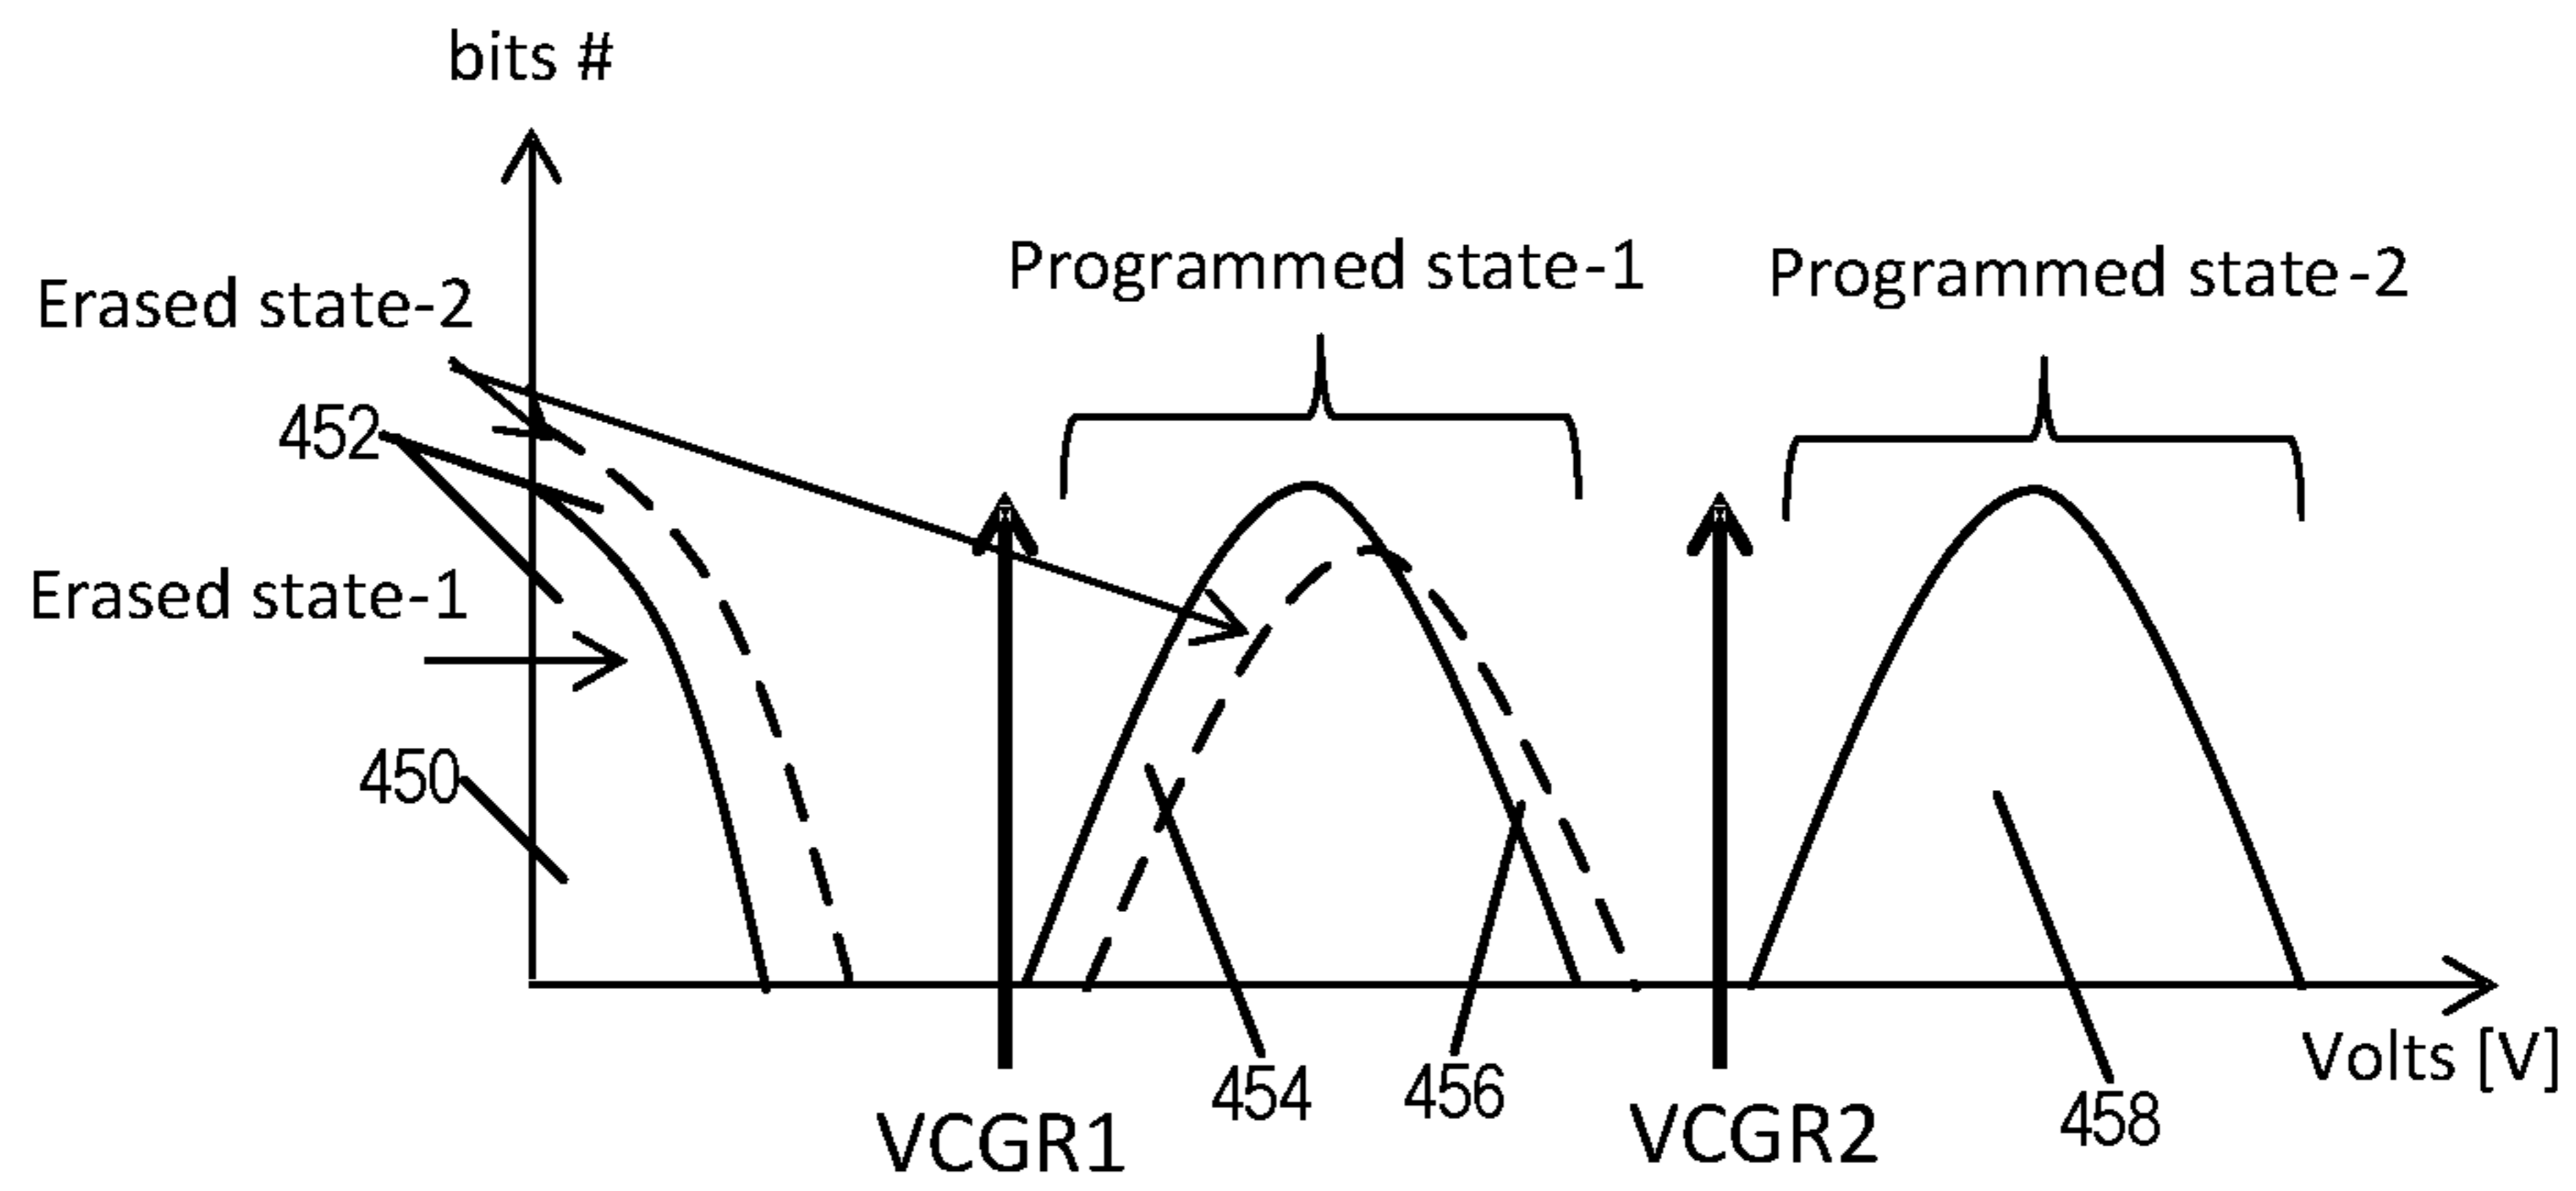 bits #
Programmed state-1
Programmed state-2
Erased state-2
452
Erased state-1
450
Volts [V]
454
456
458
VCGR1
VCGR2